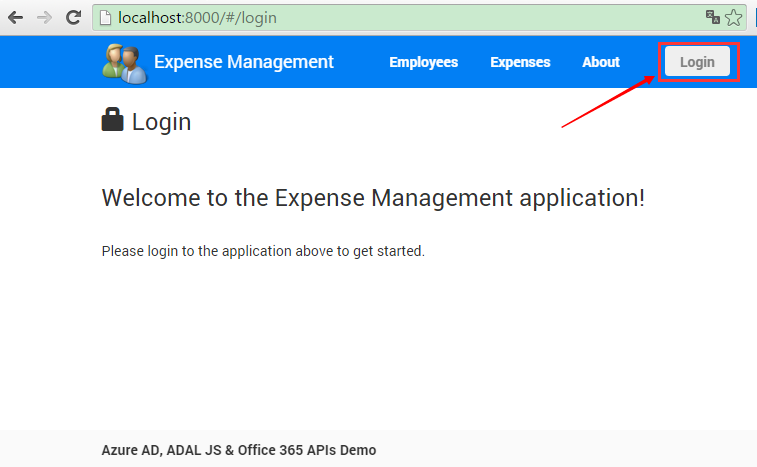 localhost:8000/#/login
Expense Management Employees Expenses About Login
Login
Welcome to the Expense Management application!
Please login to the application above to get started.
Azure AD, ADAL JS & Office 365 APIs Demo